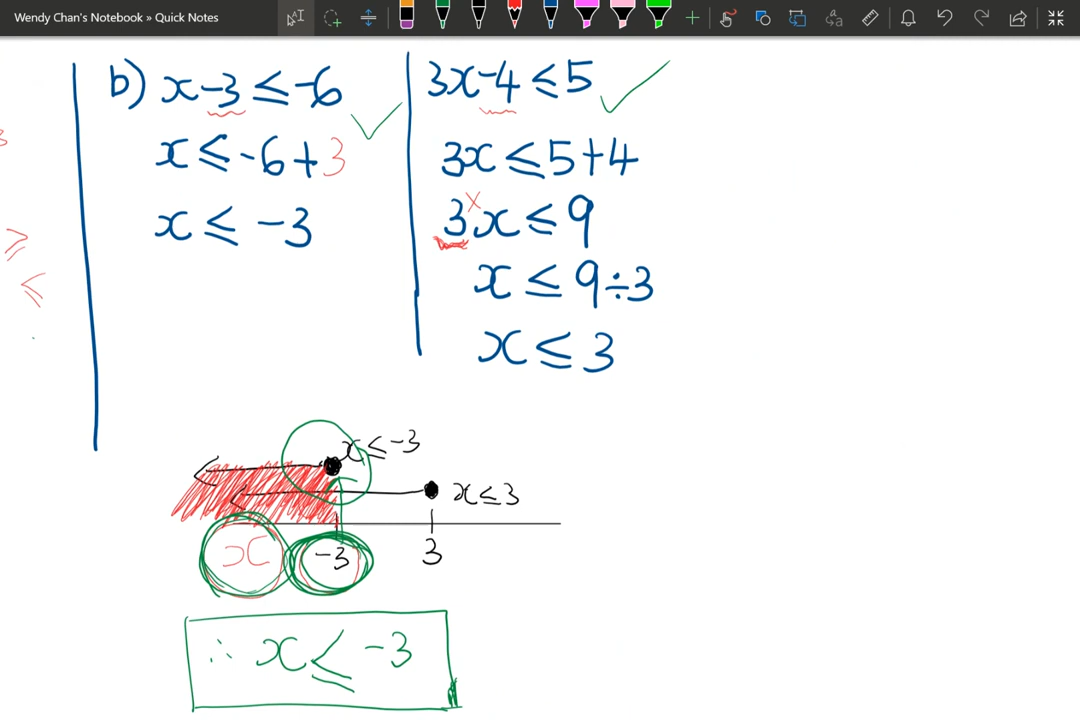 Wendy Chan's Notebook » Quick Notes
b) x-3 ≤ -6
x ≤ -6+3
x ≤ -3
3x-4 ≤ 5
3x ≤ 5+4
3×x ≤ 9
x ≤ 9÷3
x ≤ 3
≥
≤
x ≤ -3
x ≤ 3
x
-3
3
∴ x ≤ -3